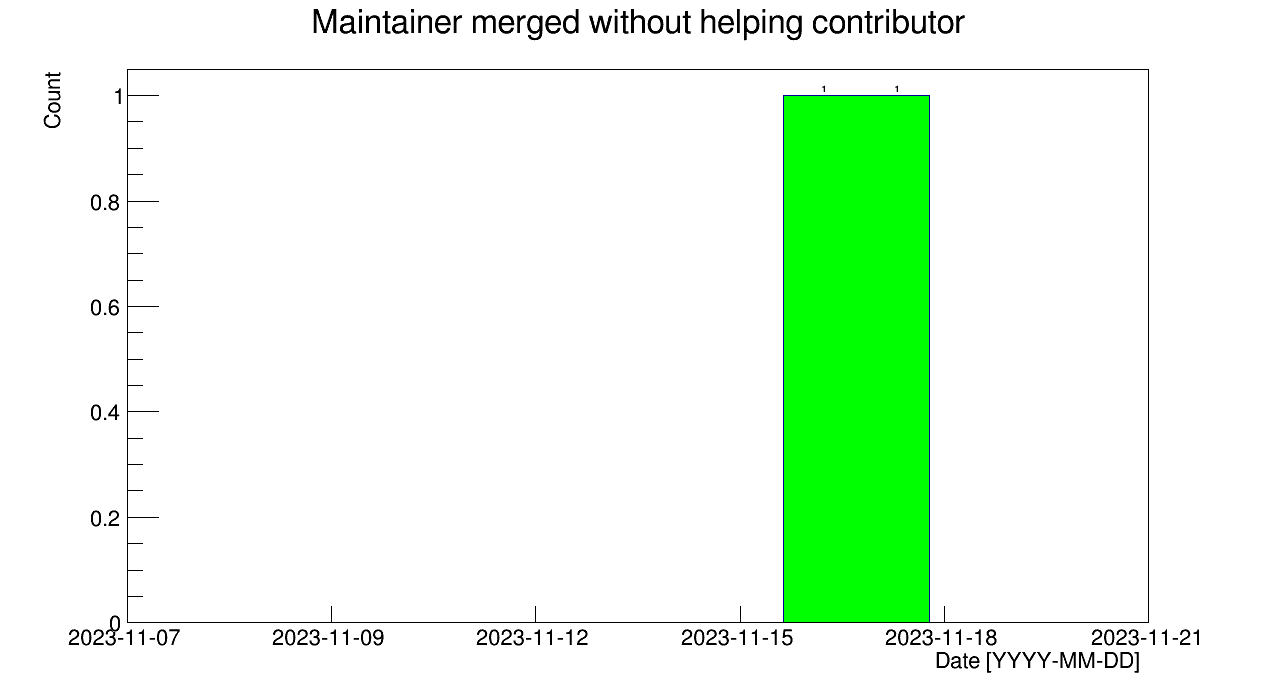 Maintainer merged without helping contributor
Count
1
0.8
0.6
0.4
0.2
0
1 1
2023-11-07 2023-11-09 2023-11-12 2023-11-15 2023-11-18 2023-11-21
Date [YYYY-MM-DD]